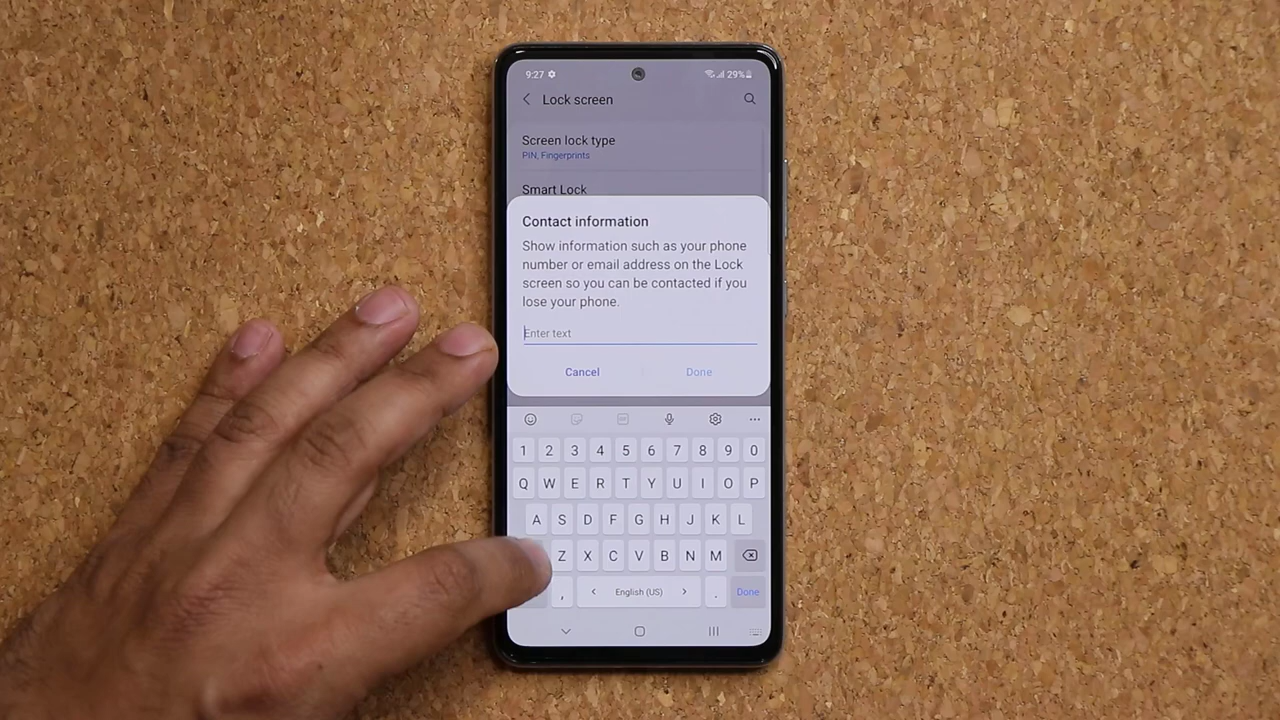 9:27
29%
Lock screen
Screen lock type
PIN, Fingerprints
Smart Lock
Contact information
Show information such as your phone
number or email address on the Lock
screen so you can be contacted if you
lose your phone.
Enter text
Cancel
Done
GIF
1 2 3 4 5 6 7 8 9 0
Q W E R T Y U I O P
A S D F G H J K L
Z X C V B N M
, English (US) . Done